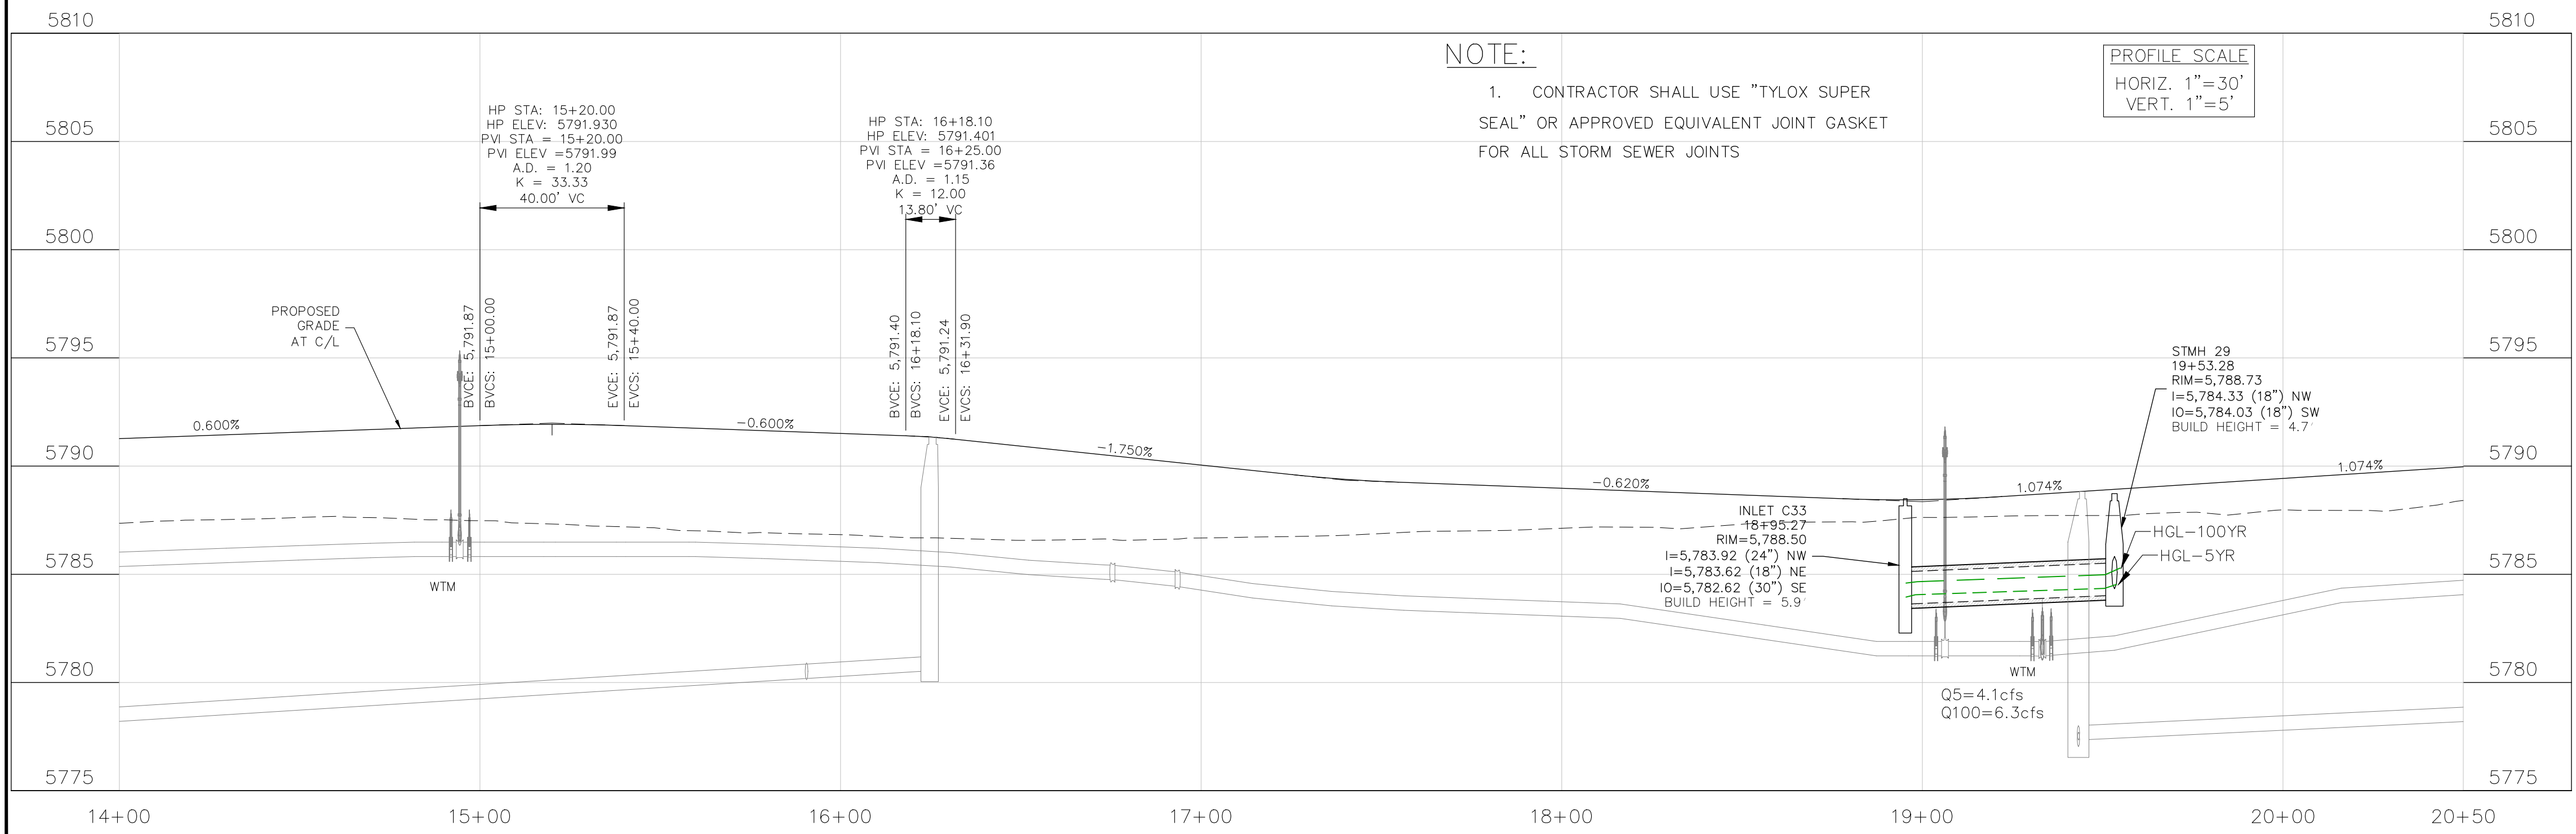 5810
5805
5800
5795
5790
5785
5780
5775
5810
5805
5800
5795
5790
5785
5780
5775
NOTE:
1. CONTRACTOR SHALL USE "TYLOX SUPER
SEAL" OR APPROVED EQUIVALENT JOINT GASKET
FOR ALL STORM SEWER JOINTS
PROFILE SCALE
HORIZ. 1"=30'
VERT. 1"=5'
HP STA: 15+20.00
HP ELEV: 5791.930
PVI STA = 15+20.00
PVI ELEV =5791.99
A.D. = 1.20
K = 33.33
40.00' VC
HP STA: 16+18.10
HP ELEV: 5791.401
PVI STA = 16+25.00
PVI ELEV =5791.36
A.D. = 1.15
K = 12.00
13.80' VC
BVCE: 5,791.87
BVCS: 15+00.00
EVCE: 5,791.87
EVCS: 15+40.00
BVCE: 5,791.40
BVCS: 16+18.10
EVCE: 5,791.24
EVCS: 16+31.90
PROPOSED
GRADE
AT C/L
0.600%
-0.600%
-1.750%
-0.620%
1.074%
1.074%
STMH 29
19+53.28
RIM=5,788.73
I=5,784.33 (18") NW
IO=5,784.03 (18") SW
BUILD HEIGHT = 4.7'
HGL-100YR
HGL-5YR
INLET C33
18+95.27
RIM=5,788.50
I=5,783.92 (24") NW
I=5,783.62 (18") NE
IO=5,782.62 (30") SE
BUILD HEIGHT = 5.9'
WTM
WTM
Q5=4.1cfs
Q100=6.3cfs
14+00
15+00
16+00
17+00
18+00
19+00
20+00
20+50